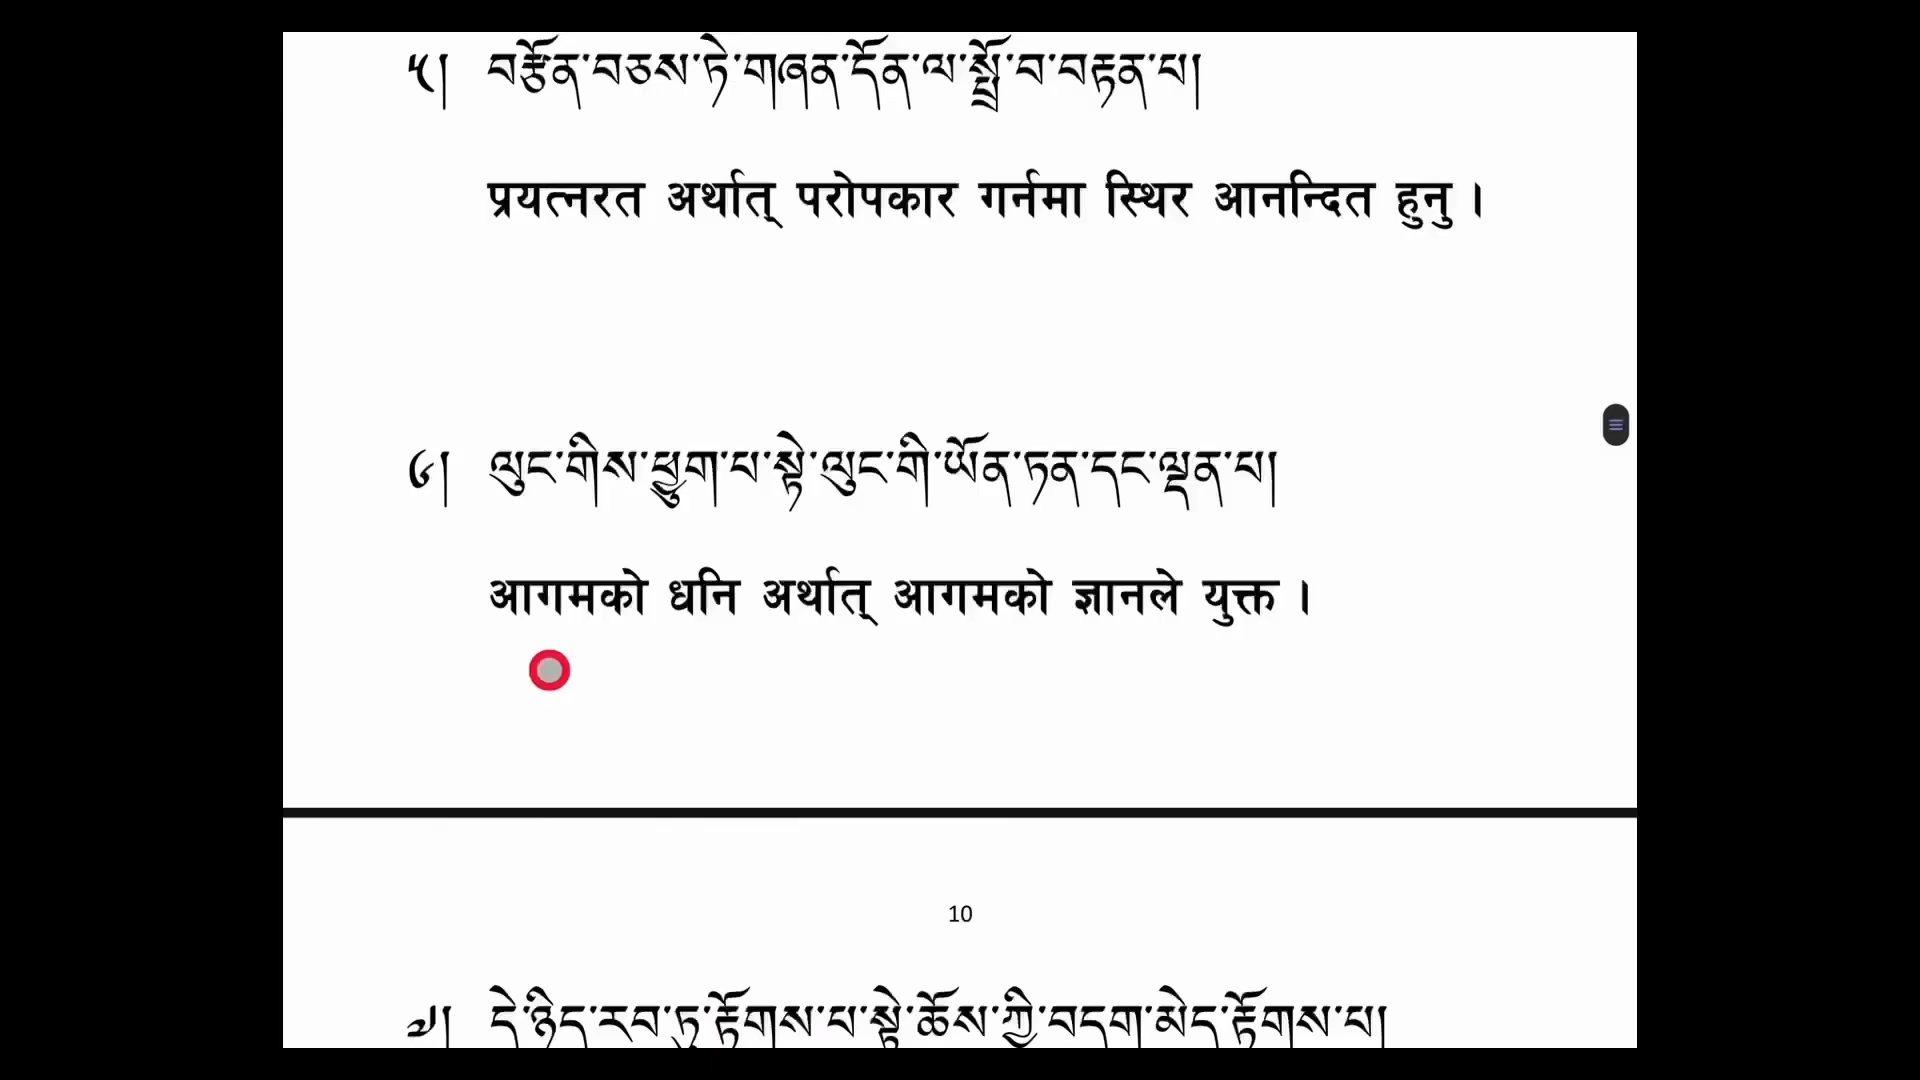 ༥། བརྩོན་བཅས་ཏེ་གཞན་དོན་ལ་སྤྲོ་བ་བརྟན་པ།
प्रयत्नरत अर्थात् परोपकार गर्नमा स्थिर आनन्दित हुनु ।
༦། ལུང་གིས་ཕྱུག་པ་སྟེ་ལུང་གི་ཡོན་ཏན་དང་ལྡན་པ།
आगमको धनि अर्थात् आगमको ज्ञानले युक्त ।
10
༧། དེ་ཉིད་རབ་ཏུ་རྟོགས་པ་སྟེ་ཆོས་ཀྱི་བདག་མེད་རྟོགས་པ།